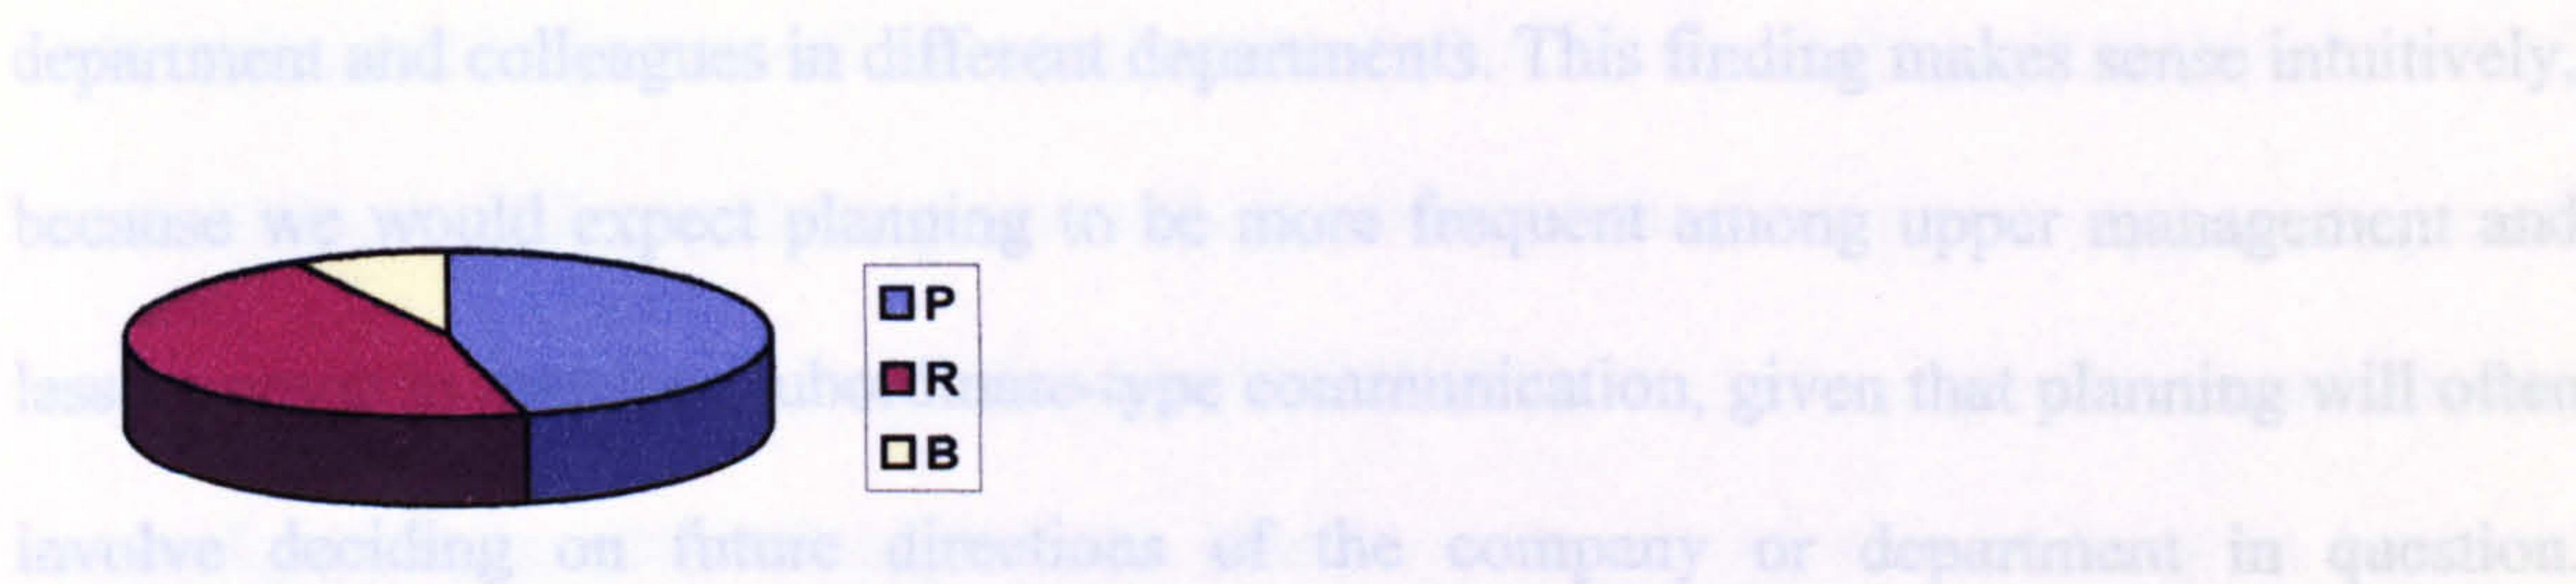 department and colleagues in different departments. This finding makes sense intuitively,
because we would expect planning to be more frequent among upper management and
P
R
-type communication, given that planning will often
B
involve deciding on future directions of the company or department in question